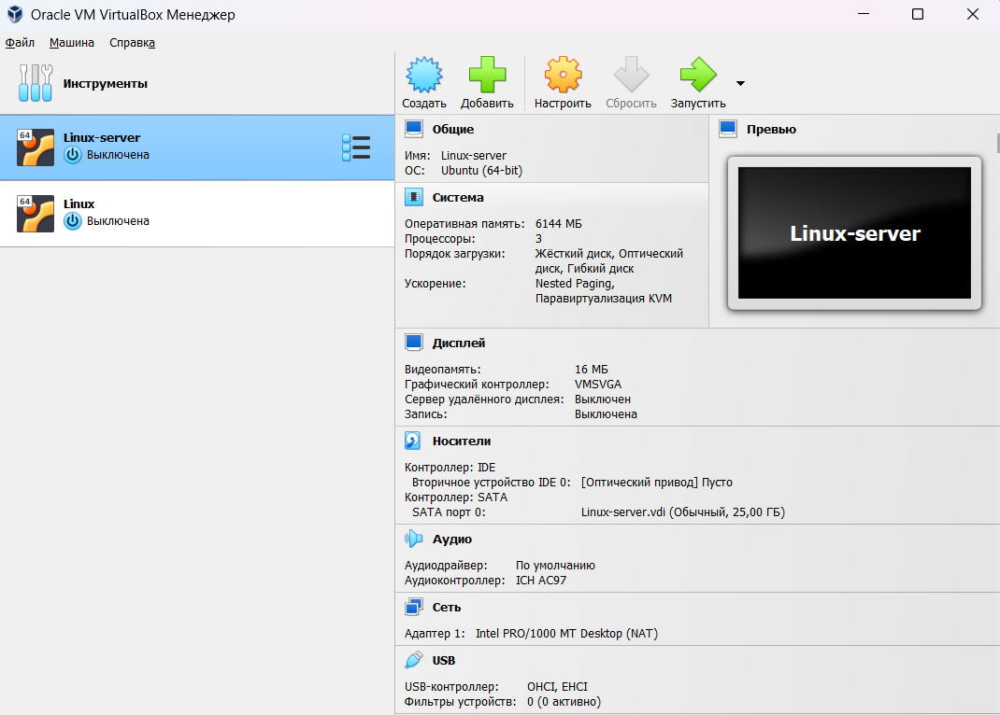 Oracle VM VirtualBox Менеджер
Файл Машина Справка
Инструменты
64
Linux-server
Выключена
64
Linux
Выключена
Создать Добавить Настроить Сбросить Запустить
Общие
Имя: Linux-server
ОС: Ubuntu (64-bit)
Превью
Linux-server
Система
Оперативная память: 6144 МБ
Процессоры: 3
Порядок загрузки: Жёсткий диск, Оптический
диск, Гибкий диск
Ускорение: Nested Paging,
Паравиртуализация KVM
Дисплей
Видеопамять: 16 МБ
Графический контроллер: VMSVGA
Сервер удалённого дисплея: Выключен
Запись: Выключена
Носители
Контроллер: IDE
Вторичное устройство IDE 0: [Оптический привод] Пусто
Контроллер: SATA
SATA порт 0: Linux-server.vdi (Обычный, 25,00 ГБ)
Аудио
Аудиодрайвер: По умолчанию
Аудиоконтроллер: ICH AC97
Сеть
Адаптер 1: Intel PRO/1000 MT Desktop (NAT)
USB
USB-контроллер: OHCI, EHCI
Фильтры устройств: 0 (0 активно)